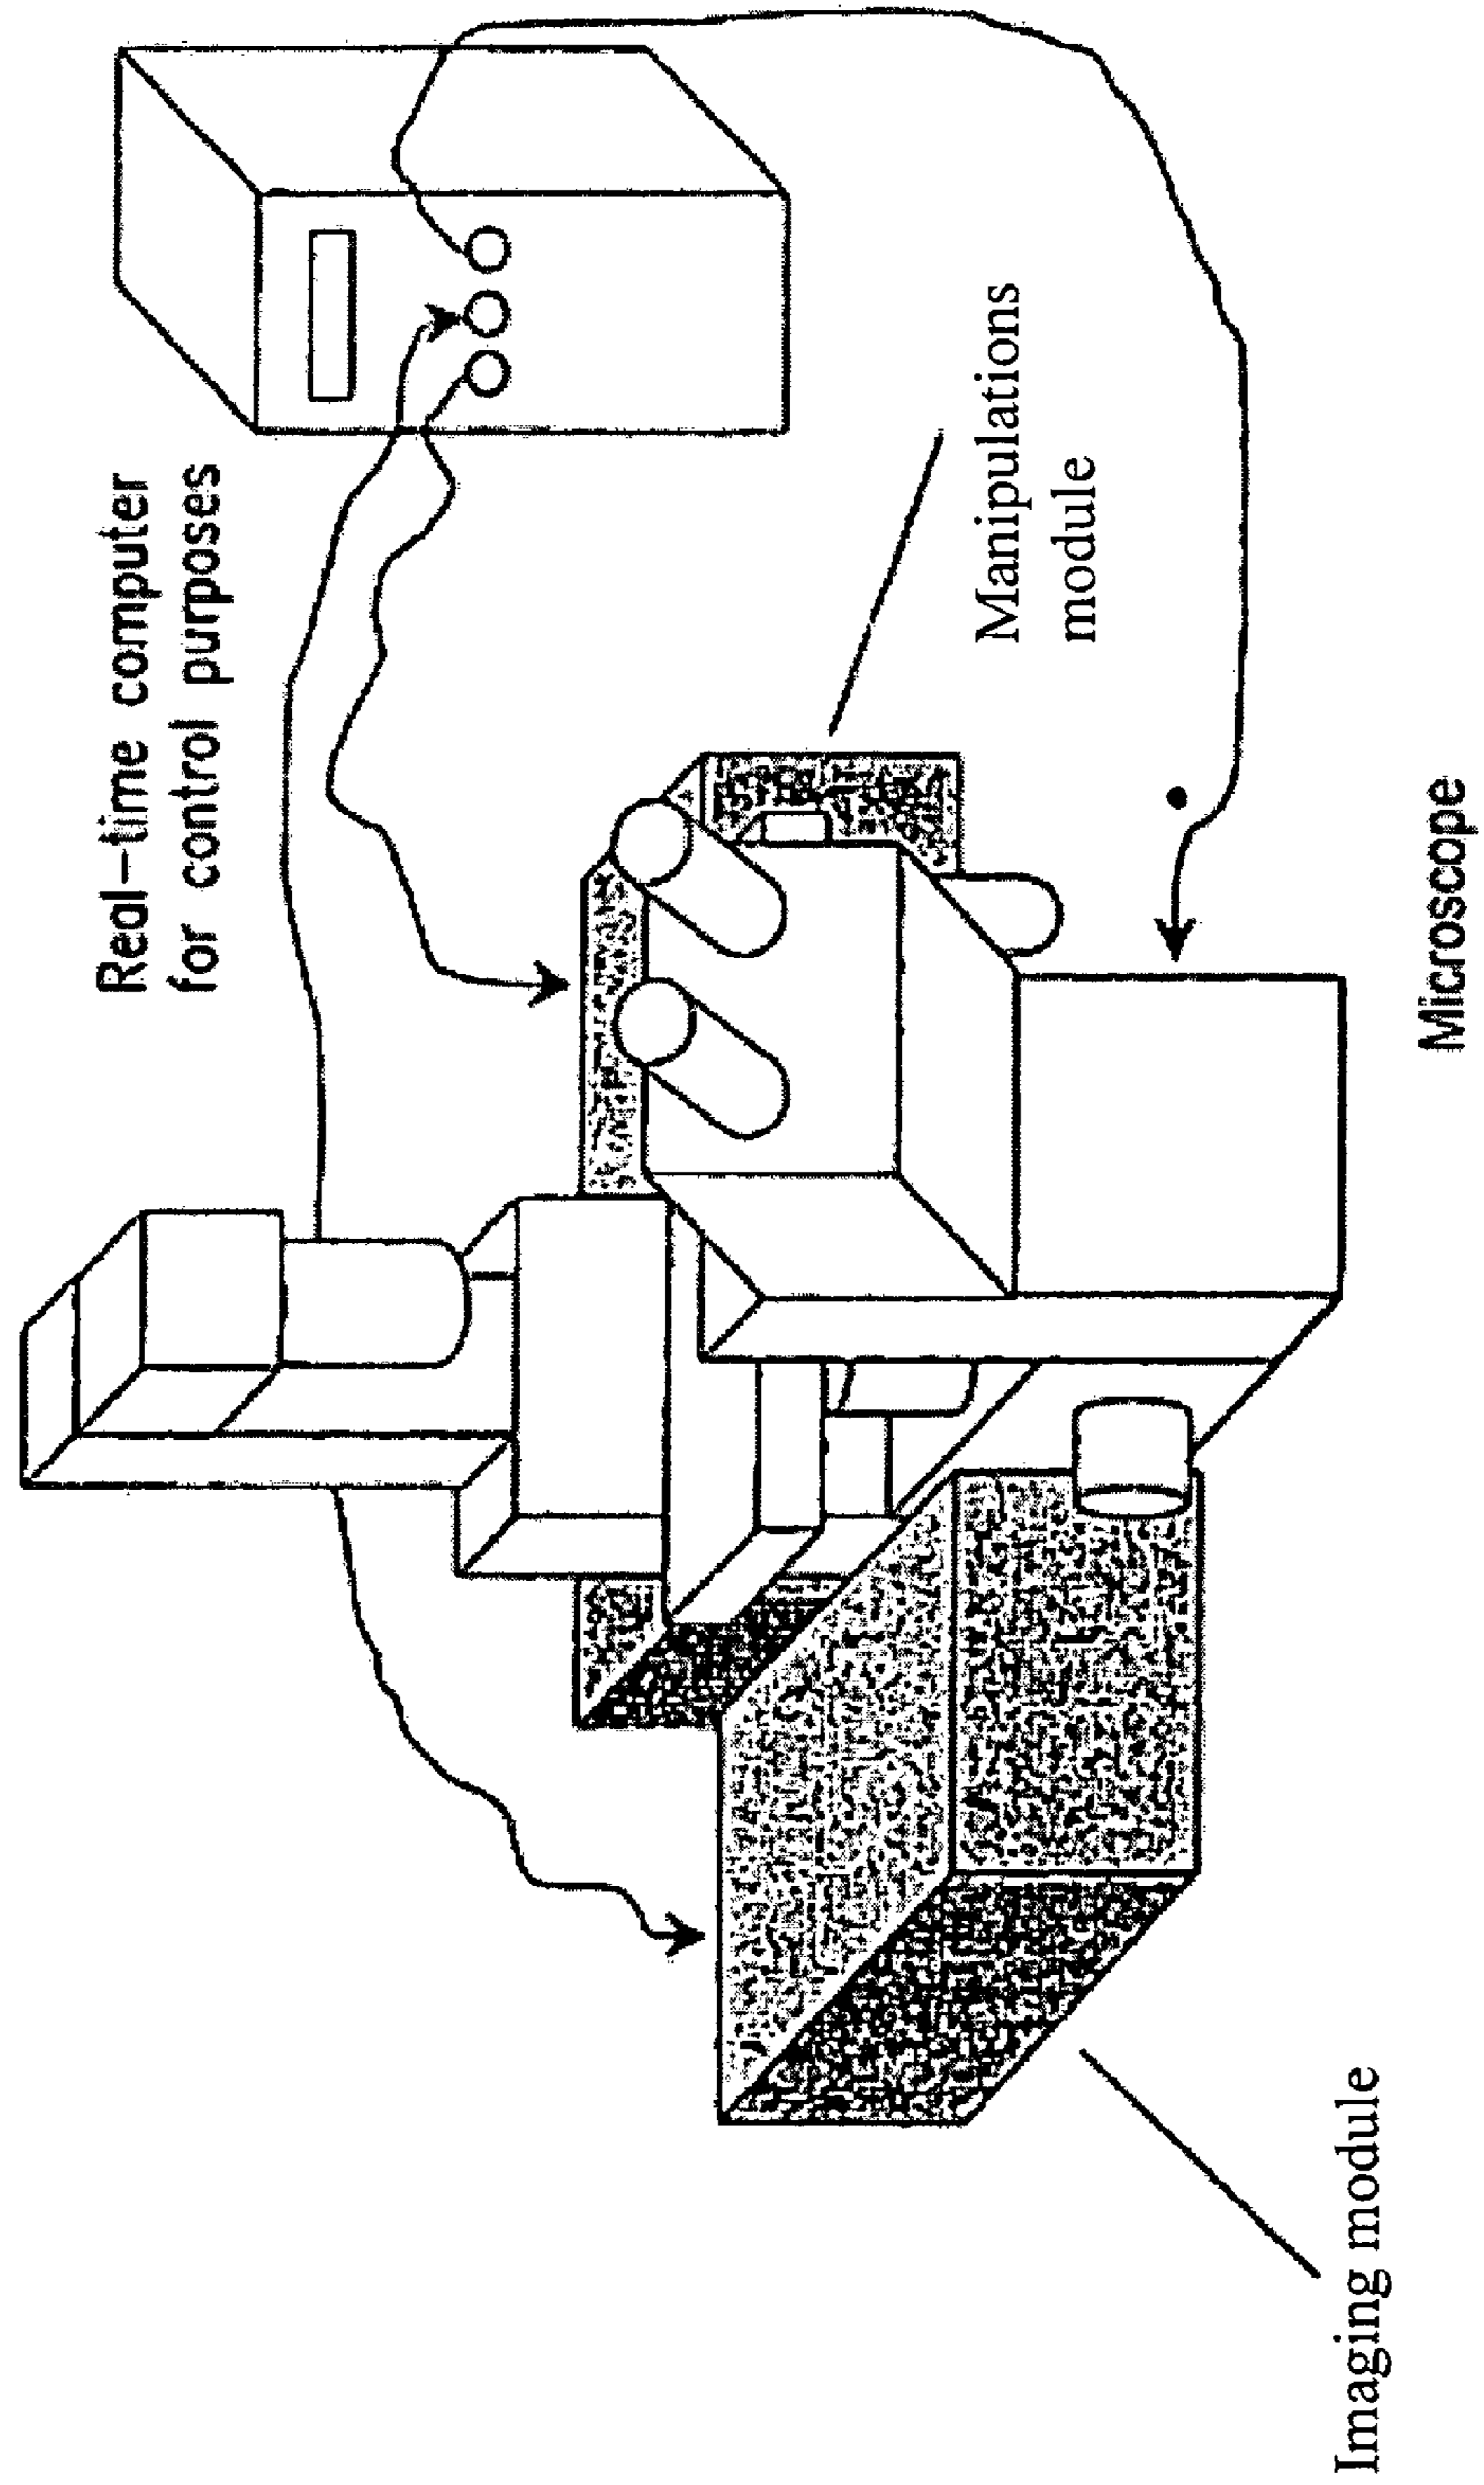 Real-time computer
for control purposes
Manipulations
module
Microscope
Imaging module